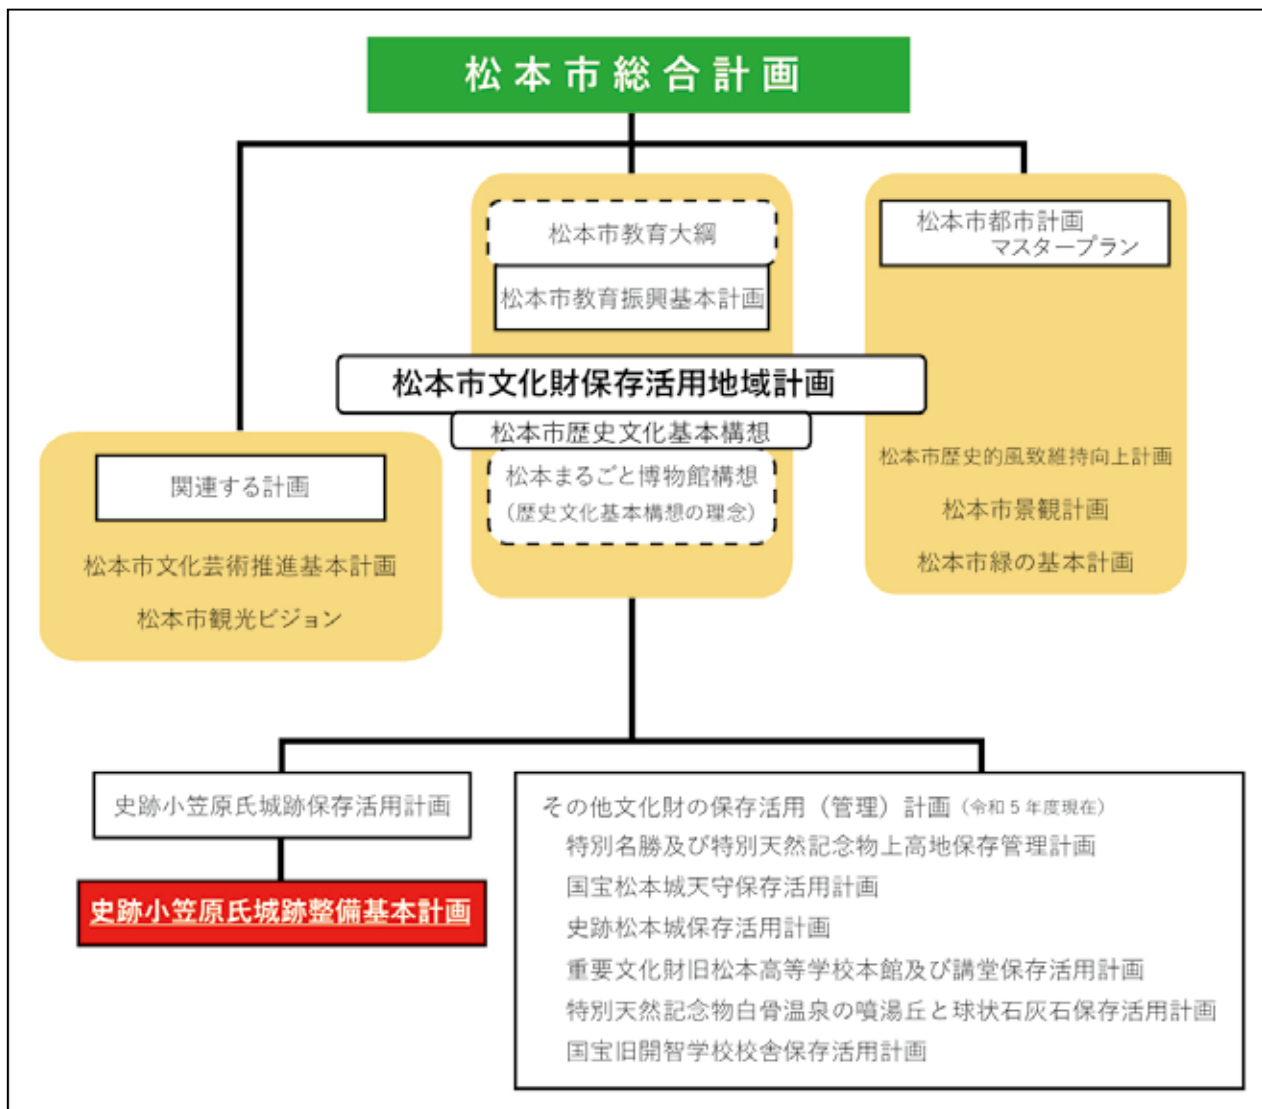 松本市総合計画
松本市教育大綱
松本市教育振興基本計画
松本市都市計画
マスタープラン
松本市文化財保存活用地域計画
松本市歴史文化基本構想
松本まるごと博物館構想
（歴史文化基本構想の理念）
関連する計画
松本市文化芸術推進基本計画
松本市観光ビジョン
松本市歴史的風致維持向上計画
松本市景観計画
松本市緑の基本計画
史跡小笠原氏城跡保存活用計画
史跡小笠原氏城跡整備基本計画
その他文化財の保存活用（管理）計画（令和５年度現在）
特別名勝及び特別天然記念物上高地保存管理計画
国宝松本城天守保存活用計画
史跡松本城保存活用計画
重要文化財旧松本高等学校本館及び講堂保存活用計画
特別天然記念物白骨温泉の噴湯丘と球状石灰石保存活用計画
国宝旧開智学校校舎保存活用計画